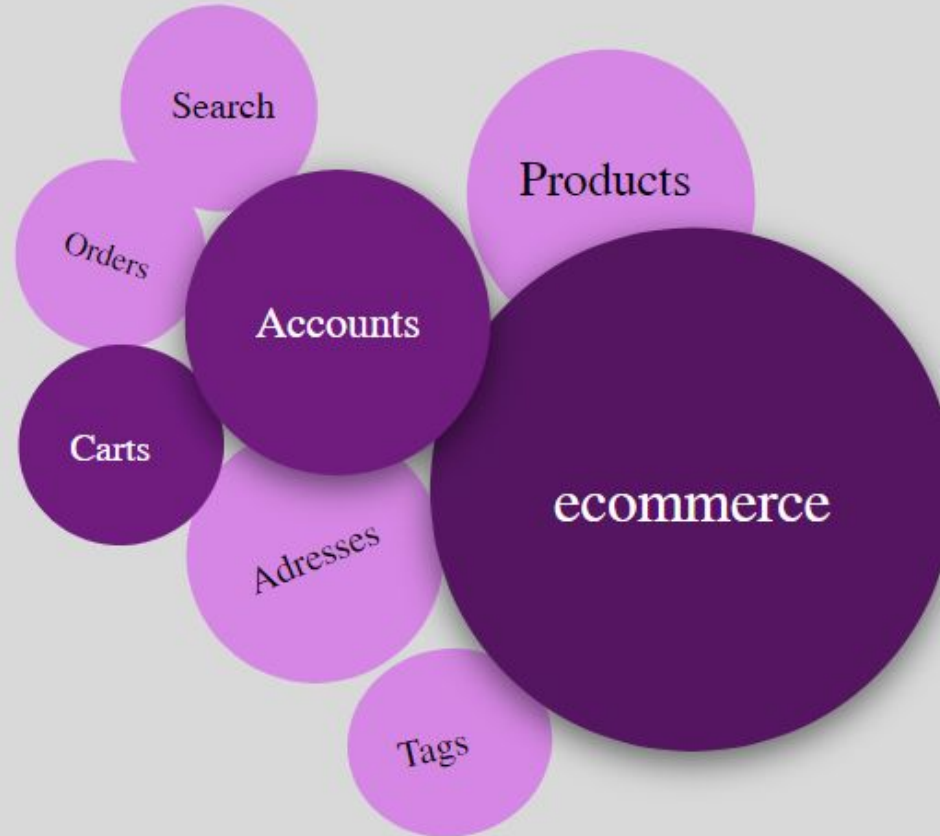 Search
Products
Orders
Accounts
Carts
ecommerce
Adresses
Tags